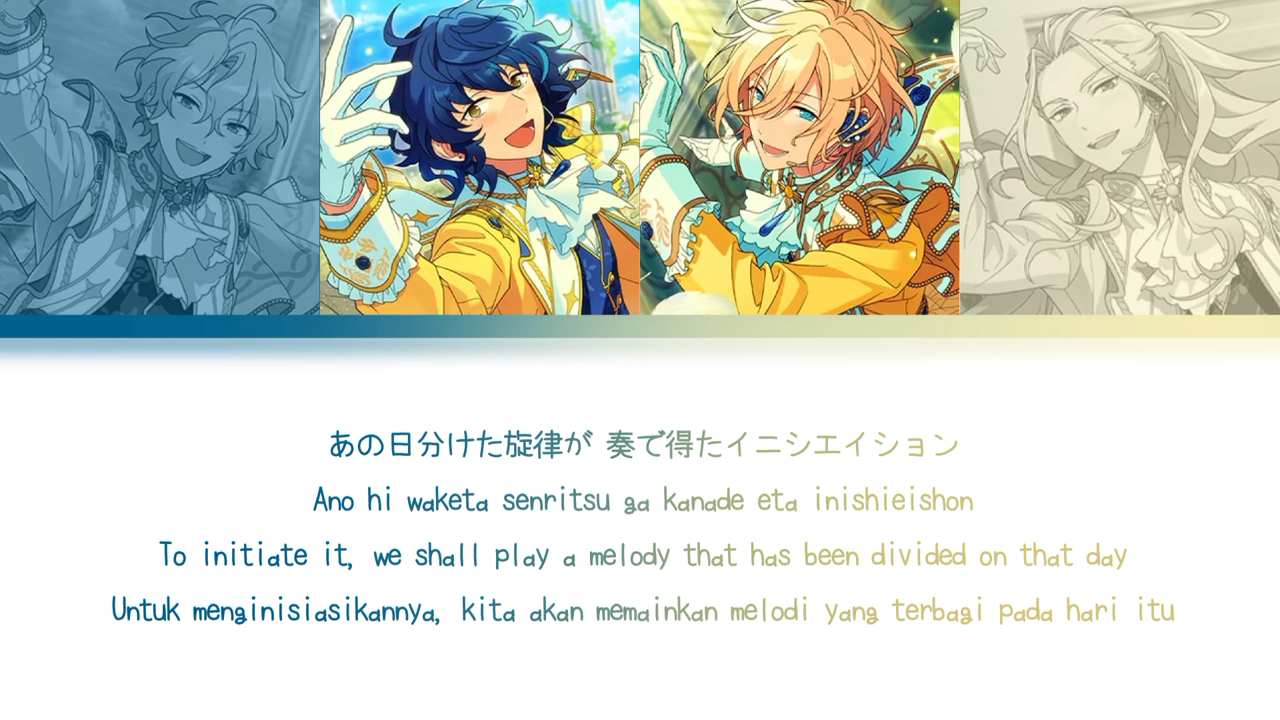 あの日分けた旋律が 奏で得たイニシエイション
Ano hi waketa senritsu ga kanade eta inishieishon
To initiate it, we shall play a melody that has been divided on that day
Untuk menginisiasikannya, kita akan memainkan melodi yang terbagi pada hari itu